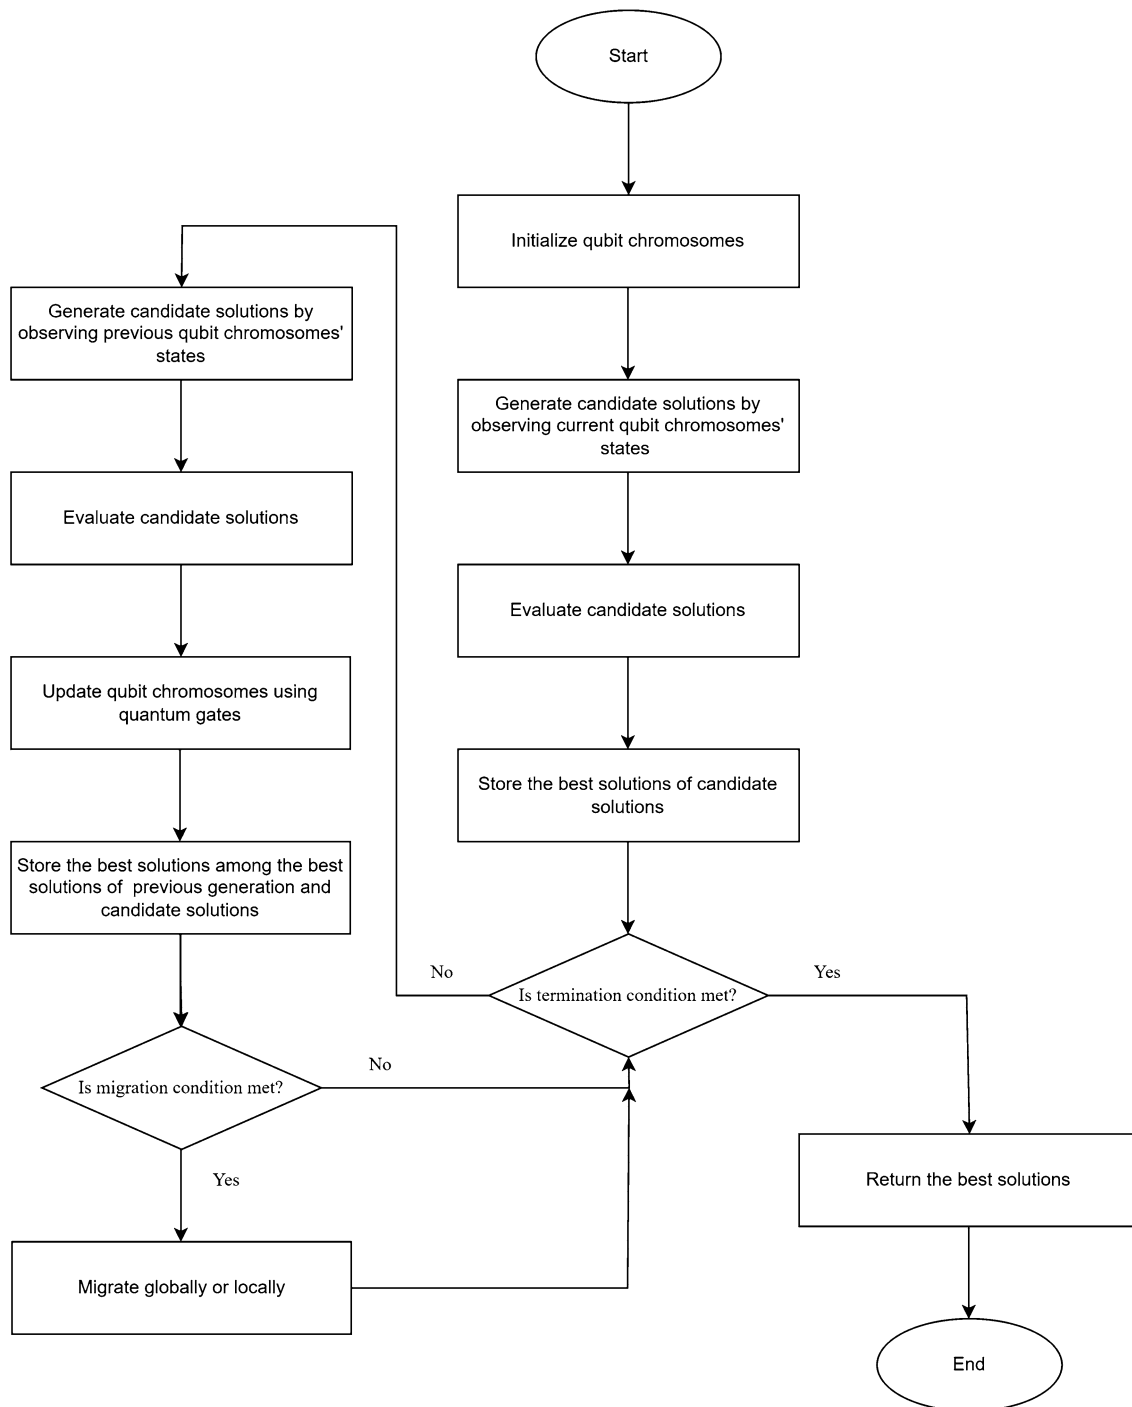 Start
Initialize qubit chromosomes
Generate candidate solutions by
observing current qubit chromosomes'
states
Evaluate candidate solutions
Store the best solutions of candidate
solutions
Is termination condition met?
No
Yes
Generate candidate solutions by
observing previous qubit chromosomes'
states
Evaluate candidate solutions
Update qubit chromosomes using
quantum gates
Store the best solutions among the best
solutions of  previous generation and
candidate solutions
Is migration condition met?
No
Yes
Migrate globally or locally
Return the best solutions
End